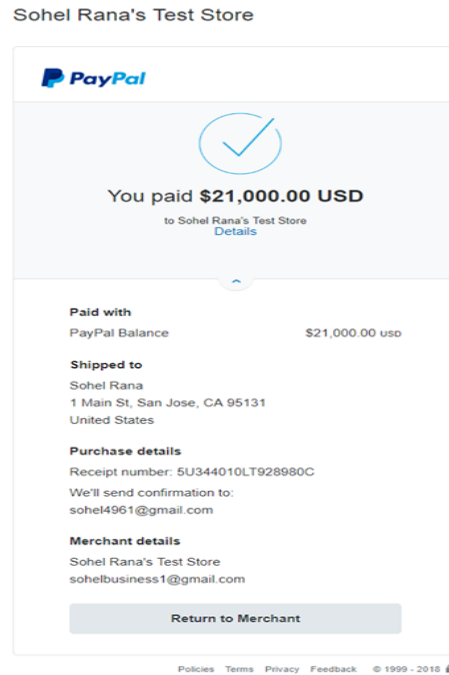 Sohel Rana's Test Store
PayPal
You paid $21,000.00 USD
to Sohel Rana's Test Store
Details
Paid with
PayPal Balance $21,000.00 USD
Shipped to
Sohel Rana
1 Main St, San Jose, CA 95131
United States
Purchase details
Receipt number: 5U344010LT928980C
We'll send confirmation to:
sohel4961@gmail.com
Merchant details
Sohel Rana's Test Store
sohelbusiness1@gmail.com
Return to Merchant
Policies Terms Privacy Feedback © 1999 - 2018